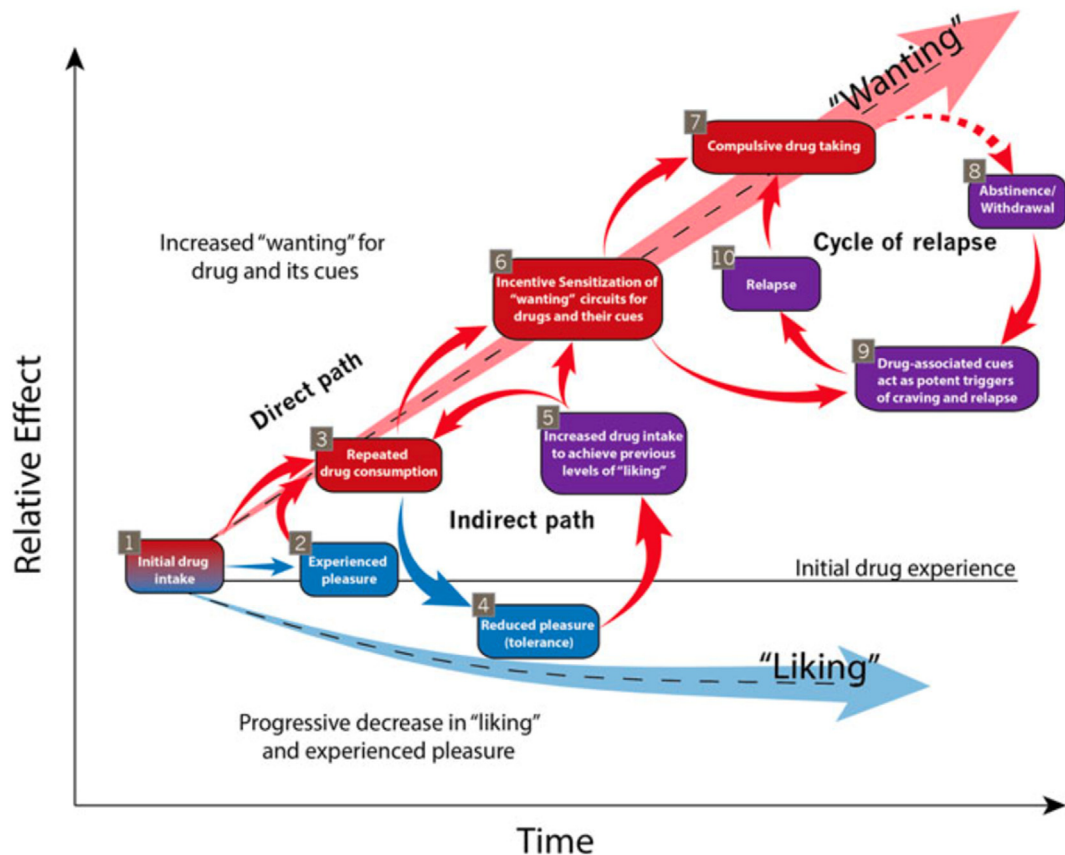 "Wanting"
7
Compulsive drug taking
8
Abstinence/
Withdrawal
Increased "wanting" for
drug and its cues
Cycle of relapse
6
Incentive Sensitization of
"wanting" circuits for
drugs and their cues
10
Relapse
9
Drug-associated cues
act as potent triggers
of craving and relapse
Direct path
3
Repeated
drug consumption
5
Increased drug intake
to achieve previous
levels of "liking"
Indirect path
1
Initial drug
intake
2
Experienced
pleasure
Initial drug experience
4
Reduced pleasure
(tolerance)
"Liking"
Progressive decrease in "liking"
and experienced pleasure
Relative Effect
Time